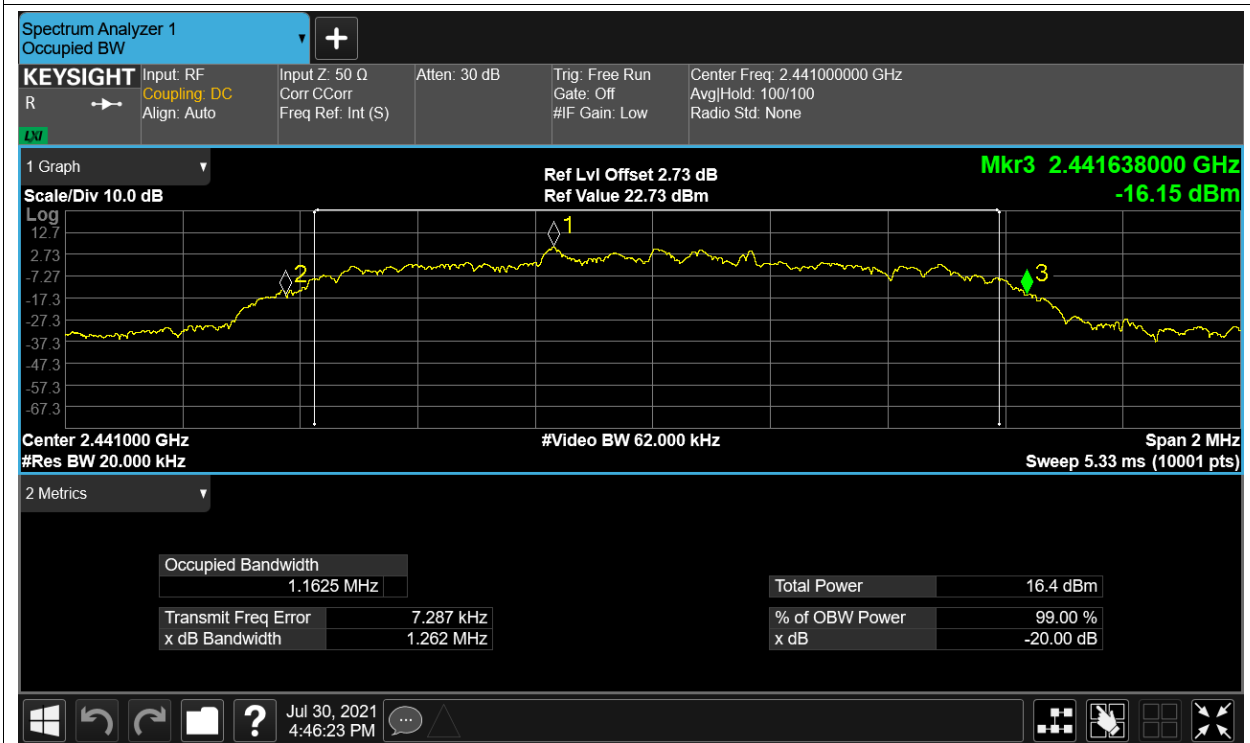 Spectrum Analyzer 1
Occupied BW
KEYSIGHT Input: RF Input Z: 50 Ω Atten: 30 dB Trig: Free Run Center Freq: 2.441000000 GHz
R Coupling: DC Corr CCorr Gate: Off Avg|Hold: 100/100
Align: Auto Freq Ref: Int (S) #IF Gain: Low Radio Std: None
LXI
1 Graph Ref Lvl Offset 2.73 dB Mkr3 2.441638000 GHz
Scale/Div 10.0 dB Ref Value 22.73 dBm -16.15 dBm
Log
12.7
2.73
-7.27
-17.3
-27.3
-37.3
-47.3
-57.3
-67.3
1
2
3
Center 2.441000 GHz #Video BW 62.000 kHz Span 2 MHz
#Res BW 20.000 kHz Sweep 5.33 ms (10001 pts)
2 Metrics
Occupied Bandwidth
1.1625 MHz Total Power 16.4 dBm
Transmit Freq Error 7.287 kHz % of OBW Power 99.00 %
x dB Bandwidth 1.262 MHz x dB -20.00 dB
? Jul 30, 2021
4:46:23 PM